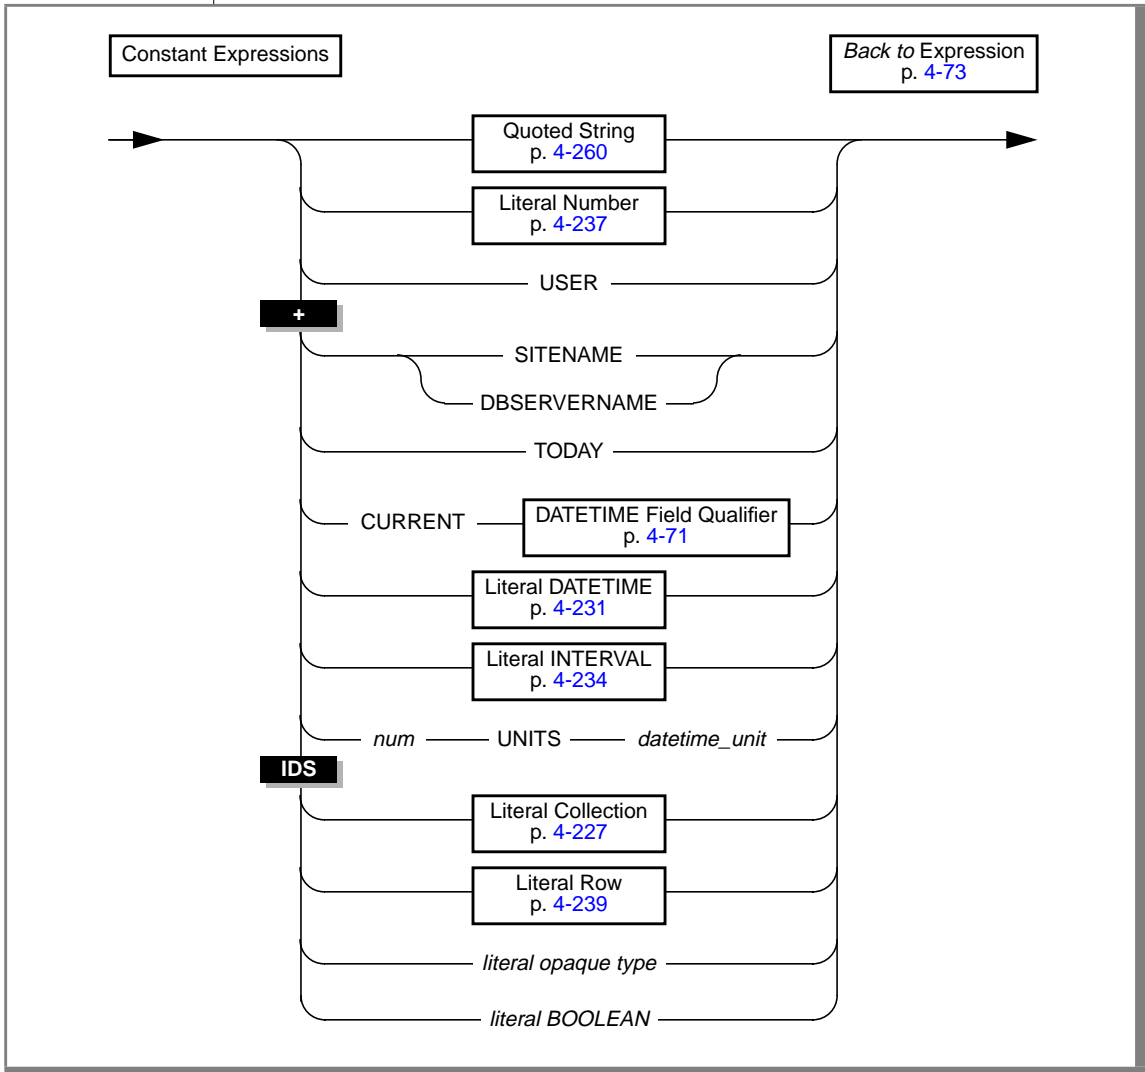 Constant Expressions
Back to Expression
p. 4-73
Quoted String
p. 4-260
Literal Number
p. 4-237
USER
+
SITENAME
DBSERVERNAME
TODAY
CURRENT
DATETIME Field Qualifier
p. 4-71
Literal DATETIME
p. 4-231
Literal INTERVAL
p. 4-234
num UNITS datetime_unit
IDS
Literal Collection
p. 4-227
Literal Row
p. 4-239
literal opaque type
literal BOOLEAN